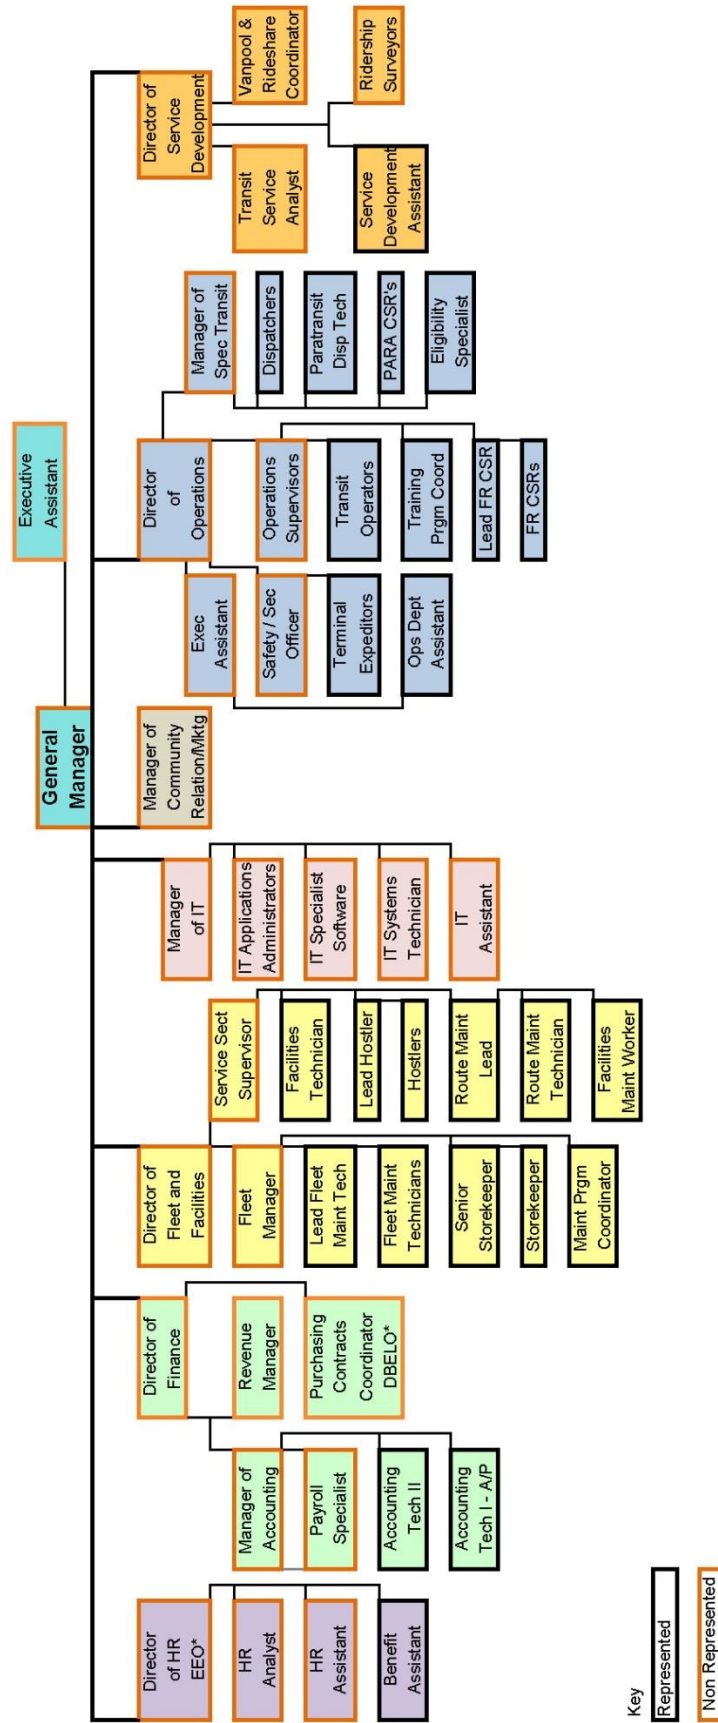 Executive
Assistant
General
Manager
Director of HR
EEO*
HR
Analyst
HR
Assistant
Benefit
Assistant
Director of
Finance
Revenue
Manager
Purchasing
Contracts
Coordinator
DBELO*
Manager of
Accounting
Payroll
Specialist
Accounting
Tech II
Accounting
Tech I - A/P
Director of
Fleet and
Facilities
Fleet
Manager
Lead Fleet
Maint Tech
Fleet Maint
Technicians
Senior
Storekeeper
Storekeeper
Maint Prgm
Coordinator
Service Sect
Supervisor
Facilities
Technician
Lead Hostler
Hostlers
Route Maint
Lead
Route Maint
Technician
Facilities
Maint Worker
Manager
of IT
IT Applications
Administrators
IT Specialist
Software
IT Systems
Technician
IT
Assistant
Manager of
Community
Relation/Mktg
Director
of
Operations
Exec
Assistant
Safety / Sec
Officer
Terminal
Expeditors
Ops Dept
Assistant
Operations
Supervisors
Transit
Operators
Training
Prgm Coord
Lead FR CSR
FR CSRs
Manager of
Spec Transit
Dispatchers
Paratransit
Disp Tech
PARA CSR's
Eligibility
Specialist
Director of
Service
Development
Transit
Service
Analyst
Vanpool &
Rideshare
Coordinator
Service
Development
Assistant
Ridership
Surveyors
Key
Represented
Non Represented